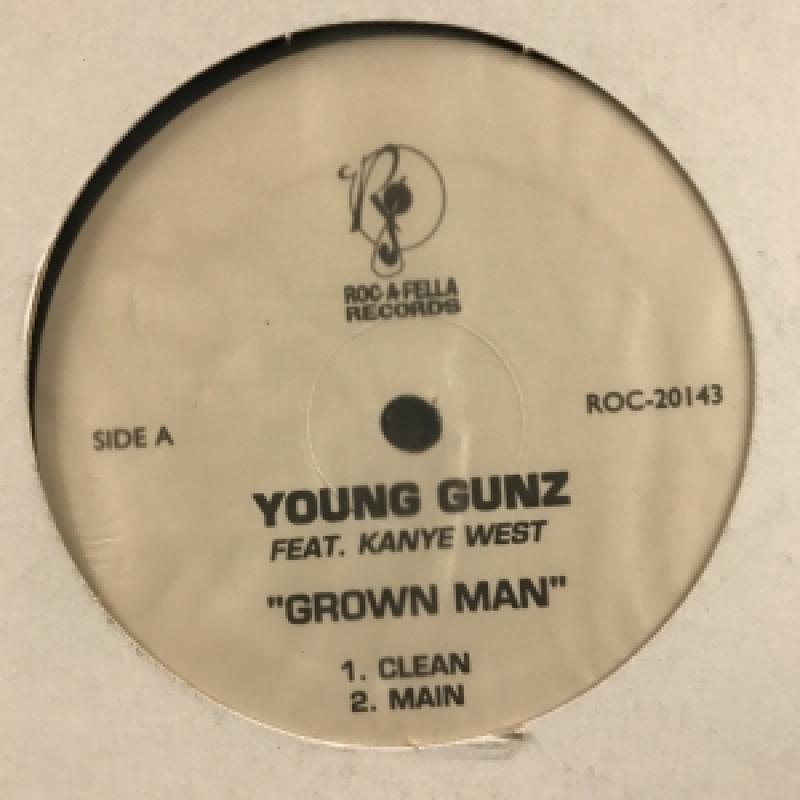 ROC-A-FELLA
RECORDS
SIDE A
ROC-20143
YOUNG GUNZ
FEAT. KANYE WEST
"GROWN MAN"
1. CLEAN
2. MAIN